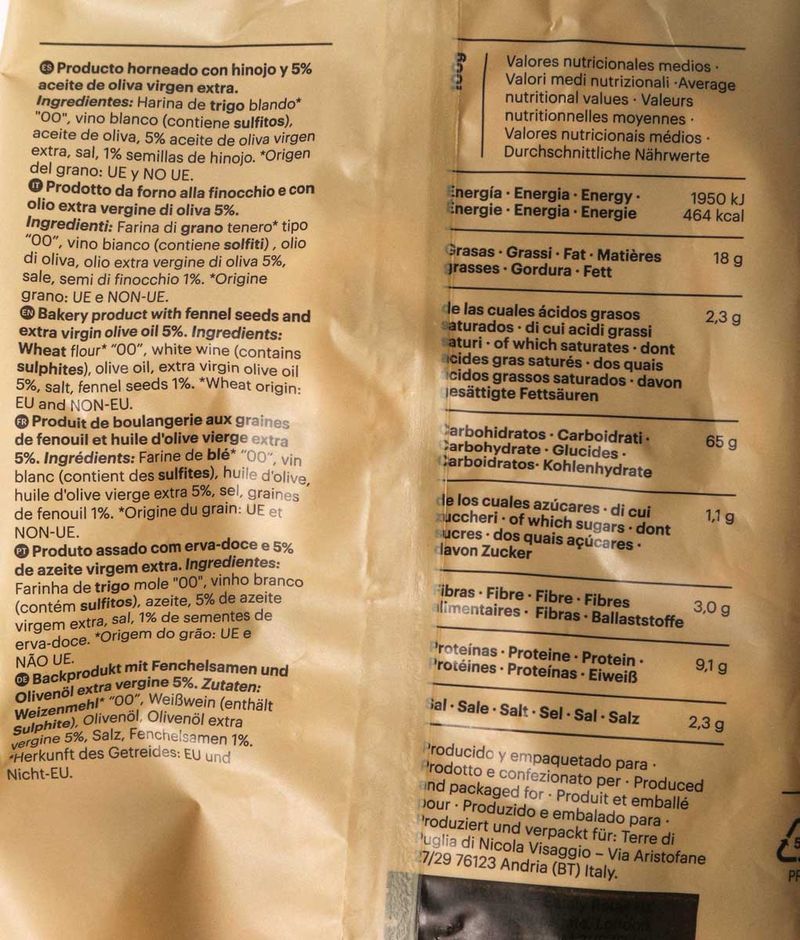 ES Producto horneado con hinojo y 5%
aceite de oliva virgen extra.
Ingredientes: Harina de trigo blando*
"00", vino blanco (contiene sulfitos),
aceite de oliva, 5% aceite de oliva virgen
extra, sal, 1% semillas de hinojo. *Origen
del grano: UE y NO UE.
IT Prodotto da forno alla finocchio e con
olio extra vergine di oliva 5%.
Ingredienti: Farina di grano tenero* tipo
"00", vino bianco (contiene solfiti) , olio
di oliva, olio extra vergine di oliva 5%,
sale, semi di finocchio 1%. *Origine
grano: UE e NON-UE.
EN Bakery product with fennel seeds and
extra virgin olive oil 5%. Ingredients:
Wheat flour* "00", white wine (contains
sulphites), olive oil, extra virgin olive oil
5%, salt, fennel seeds 1%. *Wheat origin:
EU and NON-EU.
FR Produit de boulangerie aux graines
de fenouil et huile d'olive vierge extra
5%. Ingrédients: Farine de blé* "00", vin
blanc (contient des sulfites), huile d'olive,
huile d'olive vierge extra 5%, sel, graines
de fenouil 1%. *Origine du grain: UE et
NON-UE.
PT Produto assado com erva-doce e 5%
de azeite virgem extra. Ingredientes:
Farinha de trigo mole "00", vinho branco
(contém sulfitos), azeite, 5% de azeite
virgem extra, sal, 1% de sementes de
erva-doce. *Origem do grão: UE e
NÃO UE.
DE Backprodukt mit Fenchelsamen und
Olivenöl extra vergine 5%. Zutaten:
Weizenmehl* "00", Weißwein (enthält
Sulphite), Olivenöl, Olivenöl extra
vergine 5%, Salz, Fenchelsamen 1%.
*Herkunft des Getreides: EU und
Nicht-EU.
Valores nutricionales medios ·
Valori medi nutrizionali ·Average
nutritional values · Valeurs
nutritionnelles moyennes ·
Valores nutricionais médios ·
Durchschnittliche Nährwerte
Energía · Energia · Energy · 1950 kJ
Énergie · Energia · Energie 464 kcal
Grasas · Grassi · Fat · Matières 18 g
grasses · Gordura · Fett
de las cuales ácidos grasos 2,3 g
saturados · di cui acidi grassi
saturi · of which saturates · dont
acides gras saturés · dos quais
ácidos grassos saturados · davon
gesättigte Fettsäuren
Carbohidratos · Carboidrati · 65 g
Carbohydrate · Glucides ·
Carboidratos· Kohlenhydrate
de los cuales azúcares · di cui 1,1 g
zuccheri · of which sugars · dont
sucres · dos quais açúcares ·
davon Zucker
Fibras · Fibre · Fibre · Fibres 3,0 g
alimentaires · Fibras · Ballaststoffe
Proteínas · Proteine · Protein · 9,1 g
Protéines · Proteínas · Eiweiß
Sal · Sale · Salt · Sel · Sal · Salz 2,3 g
Producido y empaquetado para ·
Prodotto e confezionato per · Produced
and packaged for · Produit et emballé
pour · Produzido e embalado para ·
Produziert und verpackt für: Terre di
Puglia di Nicola Visaggio – Via Aristofane
27/29 76123 Andria (BT) Italy.